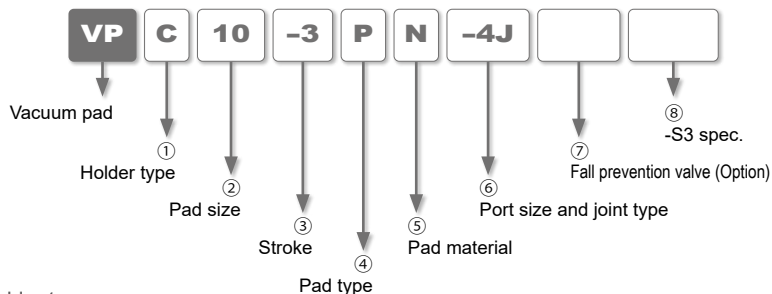 VP C 10 -3 P N -4J
Vacuum pad
⑧
-S3 spec.
①
Holder type
⑦
Fall prevention valve (Option)
②
Pad size
⑥
Port size and joint type
③
Stroke
⑤
Pad material
④
Pad type